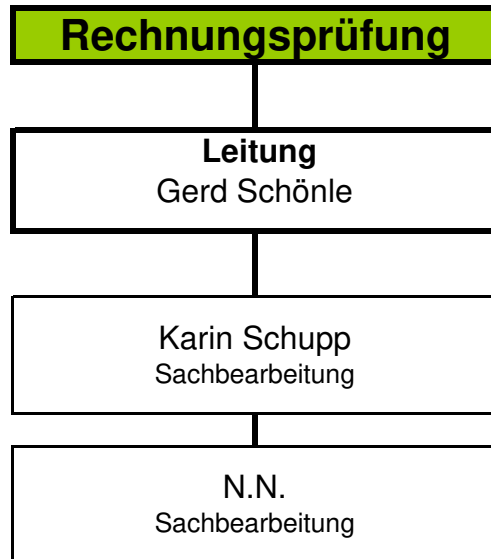 Rechnungsprüfung
Leitung
Gerd Schönle
Karin Schupp
Sachbearbeitung
N.N.
Sachbearbeitung